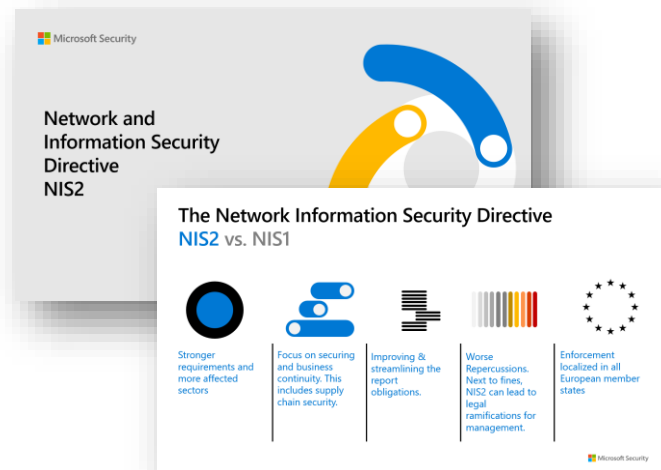 Microsoft Security
Network and
Information Security
Directive
NIS2
The Network Information Security Directive
NIS2 vs. NIS1
Stronger
requirements and
more affected
sectors
Focus on securing
and business
continuity. This
includes supply
chain security.
Improving &
streamlining the
report
obligations.
Worse
Repercussions.
Next to fines,
NIS2 can lead to
legal
ramifications for
management.
Enforcement
localized in all
European member
states
Microsoft Security